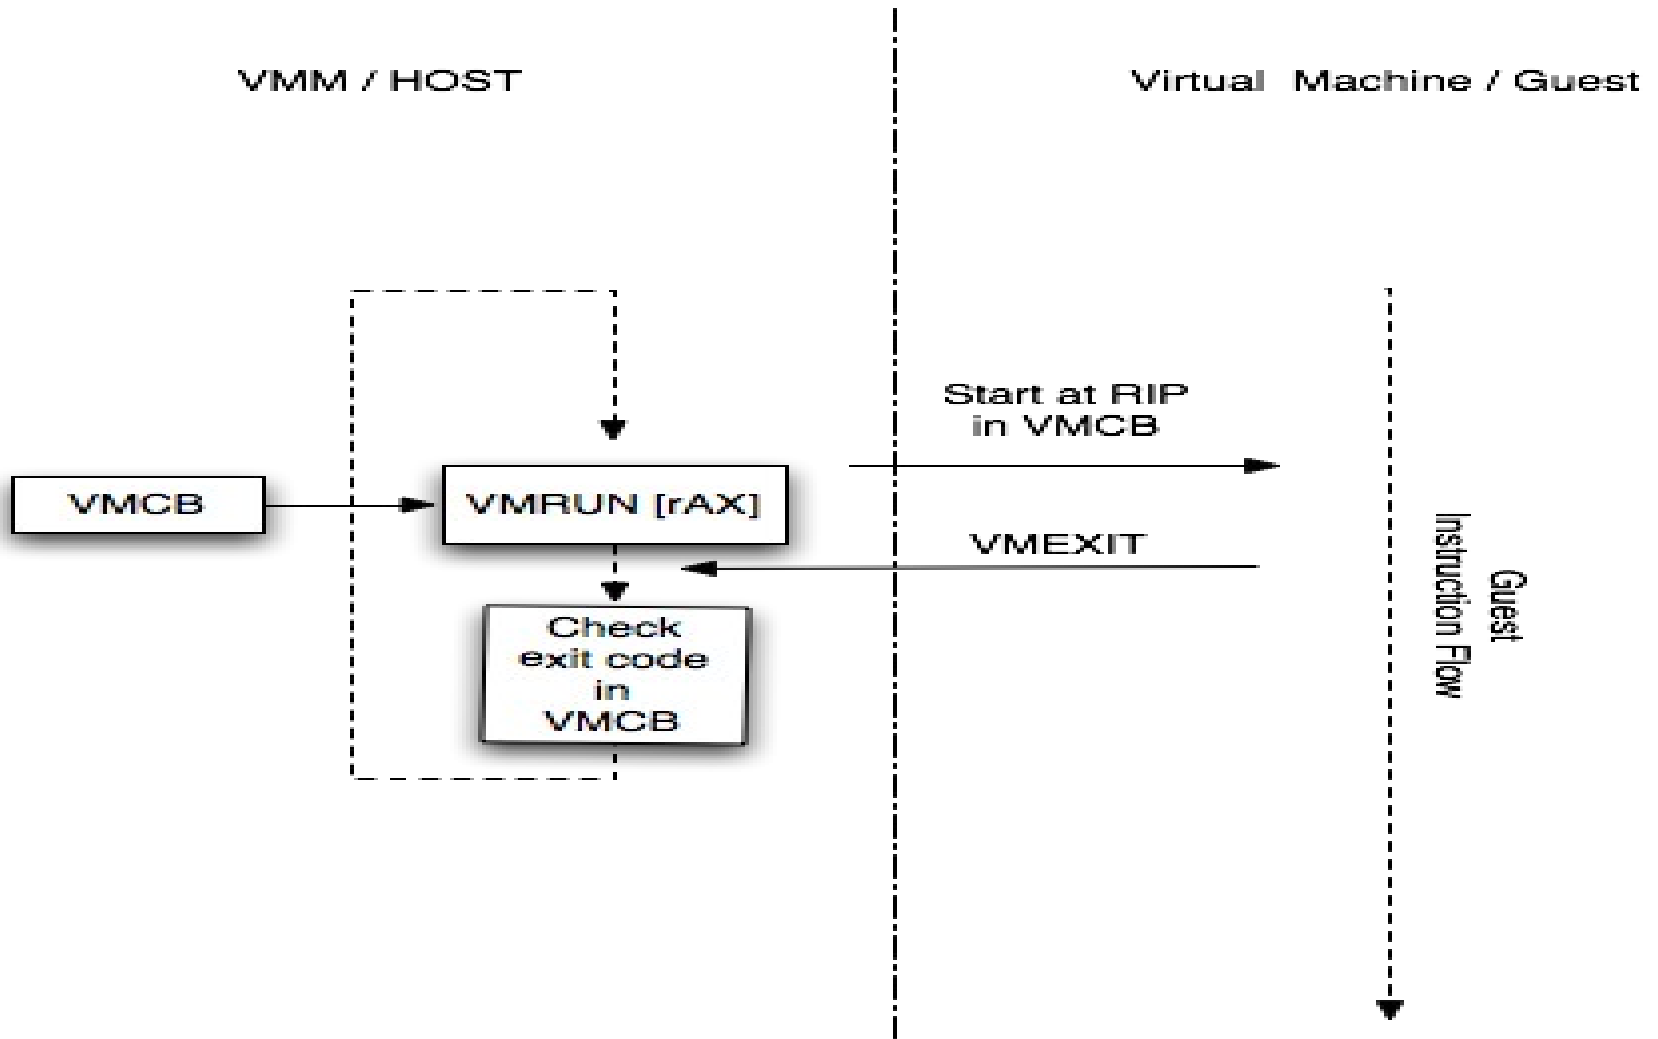 VMM / HOST
Virtual Machine / Guest
Start at RIP
in VMCB
VMCB
VMRUN [rAX]
VMEXIT
Check
exit code
in
VMCB
Guest
Instruction Flow